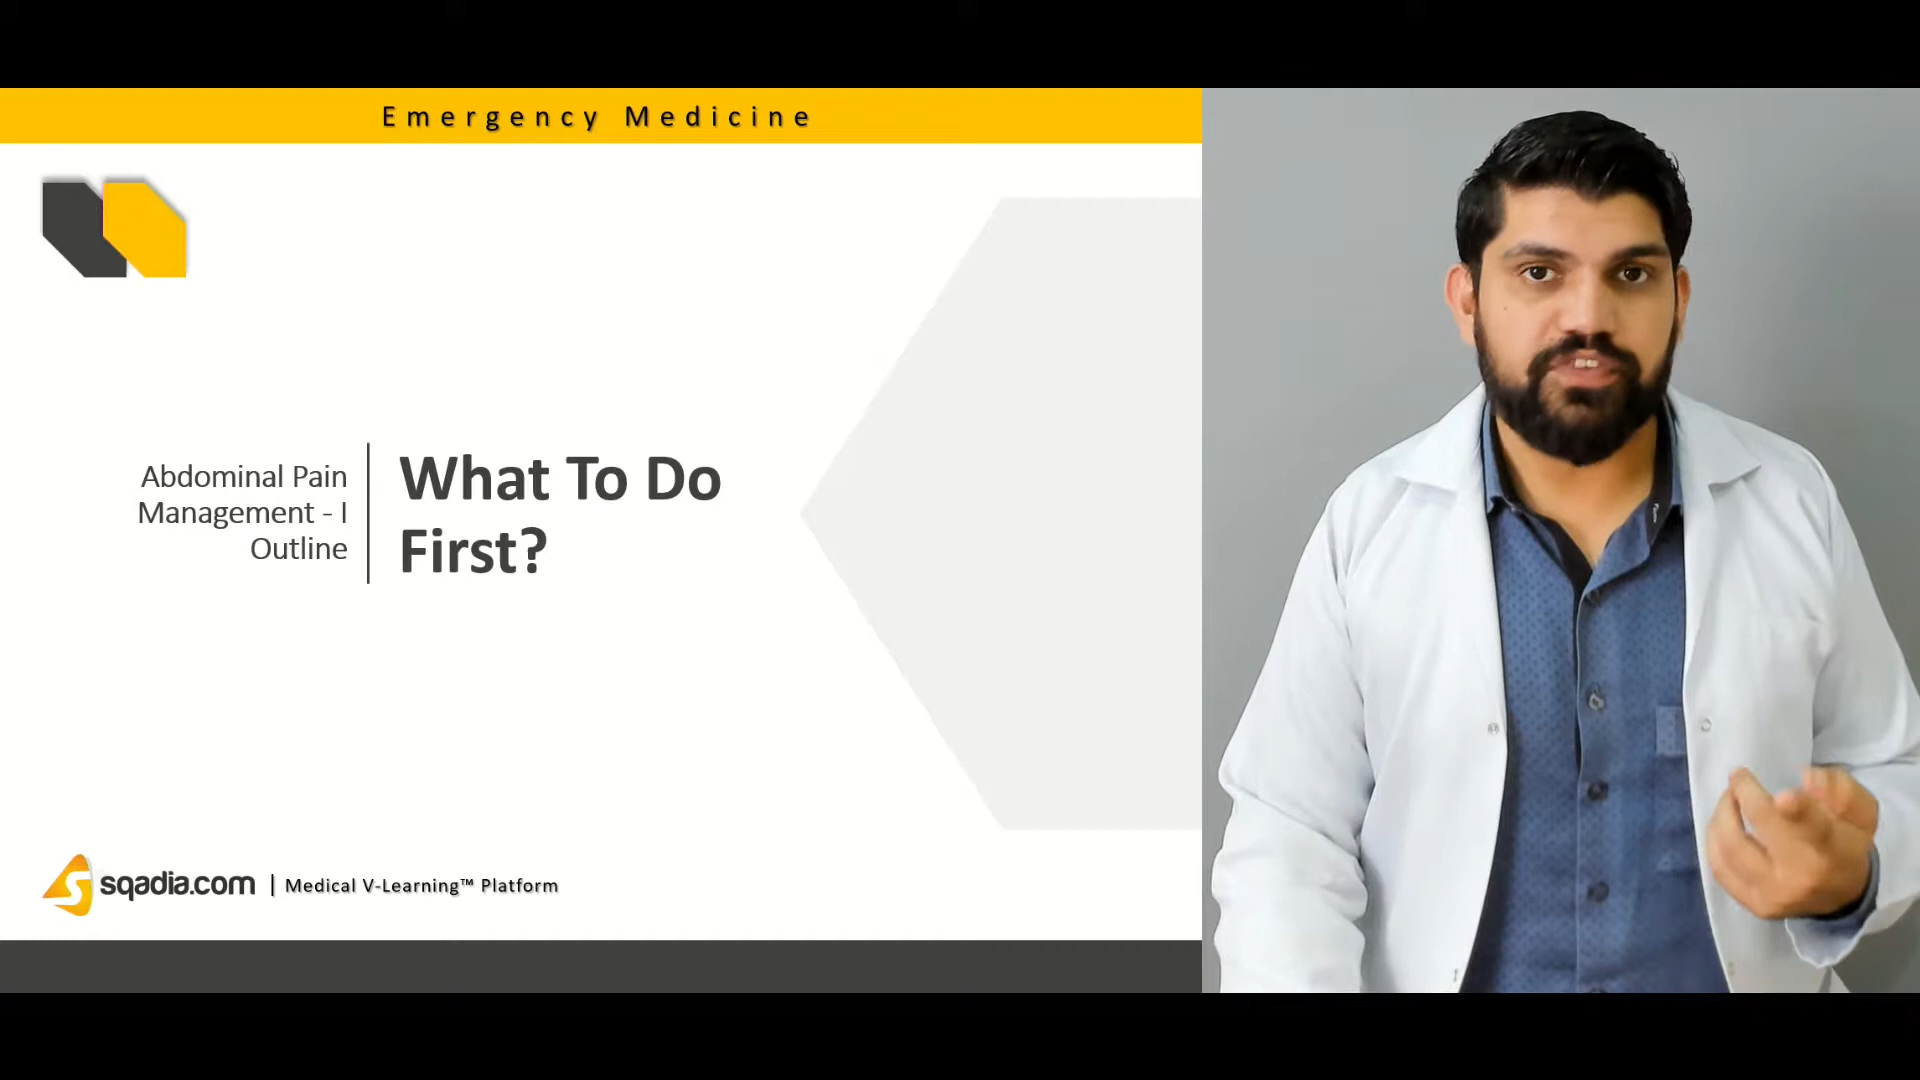 Emergency Medicine
Abdominal Pain
Management - I
Outline
What To Do
First?
sqadia.com | Medical V-Learning™ Platform